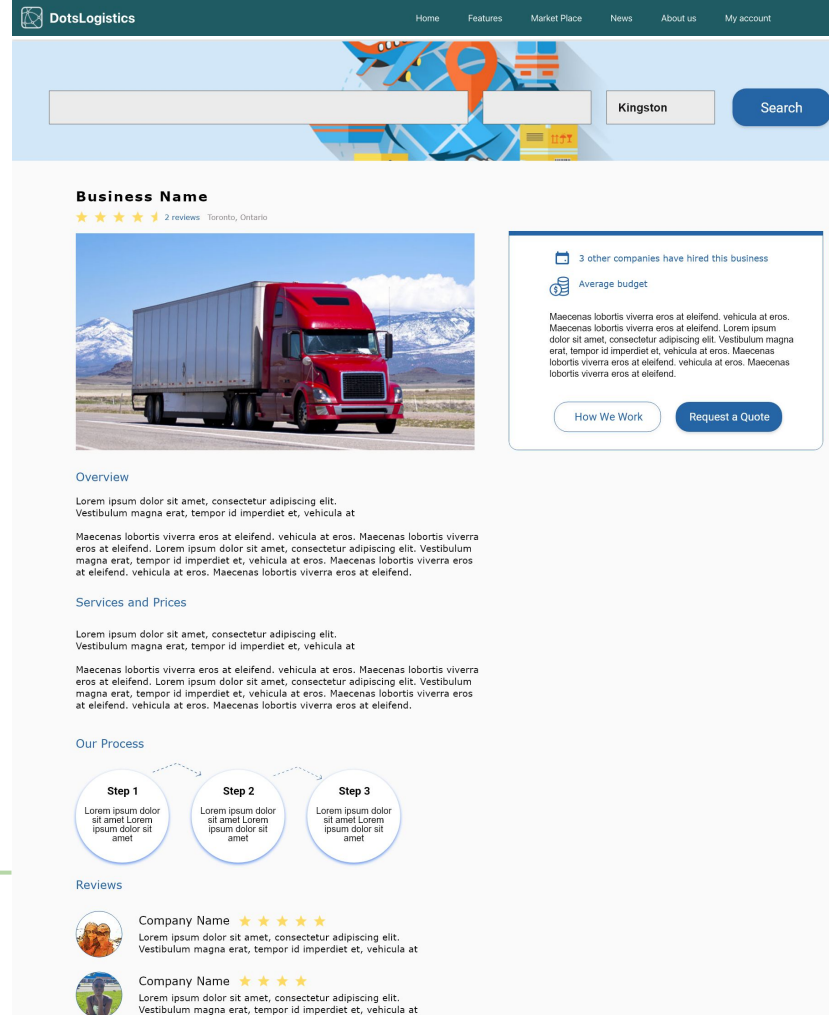 DotsLogistics
Home Features Market Place News About us My account
Kingston
Search
Business Name
2 reviews Toronto, Ontario
3 other companies have hired this business
Average budget
Maecenas lobortis viverra eros at eleifend. vehicula at eros.
Maecenas lobortis viverra eros at eleifend. Lorem ipsum
dolor sit amet, consectetur adipiscing elit. Vestibulum magna
erat, tempor id imperdiet et, vehicula at eros. Maecenas
lobortis viverra eros at eleifend. vehicula at eros. Maecenas
lobortis viverra eros at eleifend.
How We Work
Request a Quote
Overview
Lorem ipsum dolor sit amet, consectetur adipiscing elit.
Vestibulum magna erat, tempor id imperdiet et, vehicula at
Maecenas lobortis viverra eros at eleifend. vehicula at eros. Maecenas lobortis viverra
eros at eleifend. Lorem ipsum dolor sit amet, consectetur adipiscing elit. Vestibulum
magna erat, tempor id imperdiet et, vehicula at eros. Maecenas lobortis viverra eros
at eleifend. vehicula at eros. Maecenas lobortis viverra eros at eleifend.
Services and Prices
Lorem ipsum dolor sit amet, consectetur adipiscing elit.
Vestibulum magna erat, tempor id imperdiet et, vehicula at
Maecenas lobortis viverra eros at eleifend. vehicula at eros. Maecenas lobortis viverra
eros at eleifend. Lorem ipsum dolor sit amet, consectetur adipiscing elit. Vestibulum
magna erat, tempor id imperdiet et, vehicula at eros. Maecenas lobortis viverra eros
at eleifend. vehicula at eros. Maecenas lobortis viverra eros at eleifend.
Our Process
Step 1
Lorem ipsum dolor
sit amet Lorem
ipsum dolor sit
amet
Step 2
Lorem ipsum dolor
sit amet Lorem
ipsum dolor sit
amet
Step 3
Lorem ipsum dolor
sit amet Lorem
ipsum dolor sit
amet
Reviews
Company Name
Lorem ipsum dolor sit amet, consectetur adipiscing elit.
Vestibulum magna erat, tempor id imperdiet et, vehicula at
Company Name
Lorem ipsum dolor sit amet, consectetur adipiscing elit.
Vestibulum magna erat, tempor id imperdiet et, vehicula at